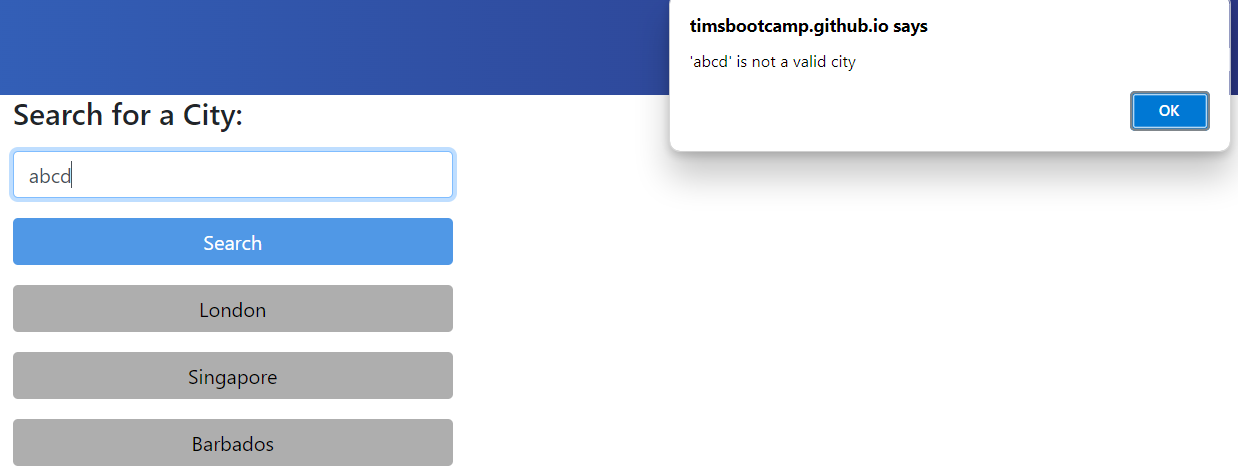 timsbootcamp.github.io says
'abcd' is not a valid city
OK
Search for a City:
abcd
Search
London
Singapore
Barbados